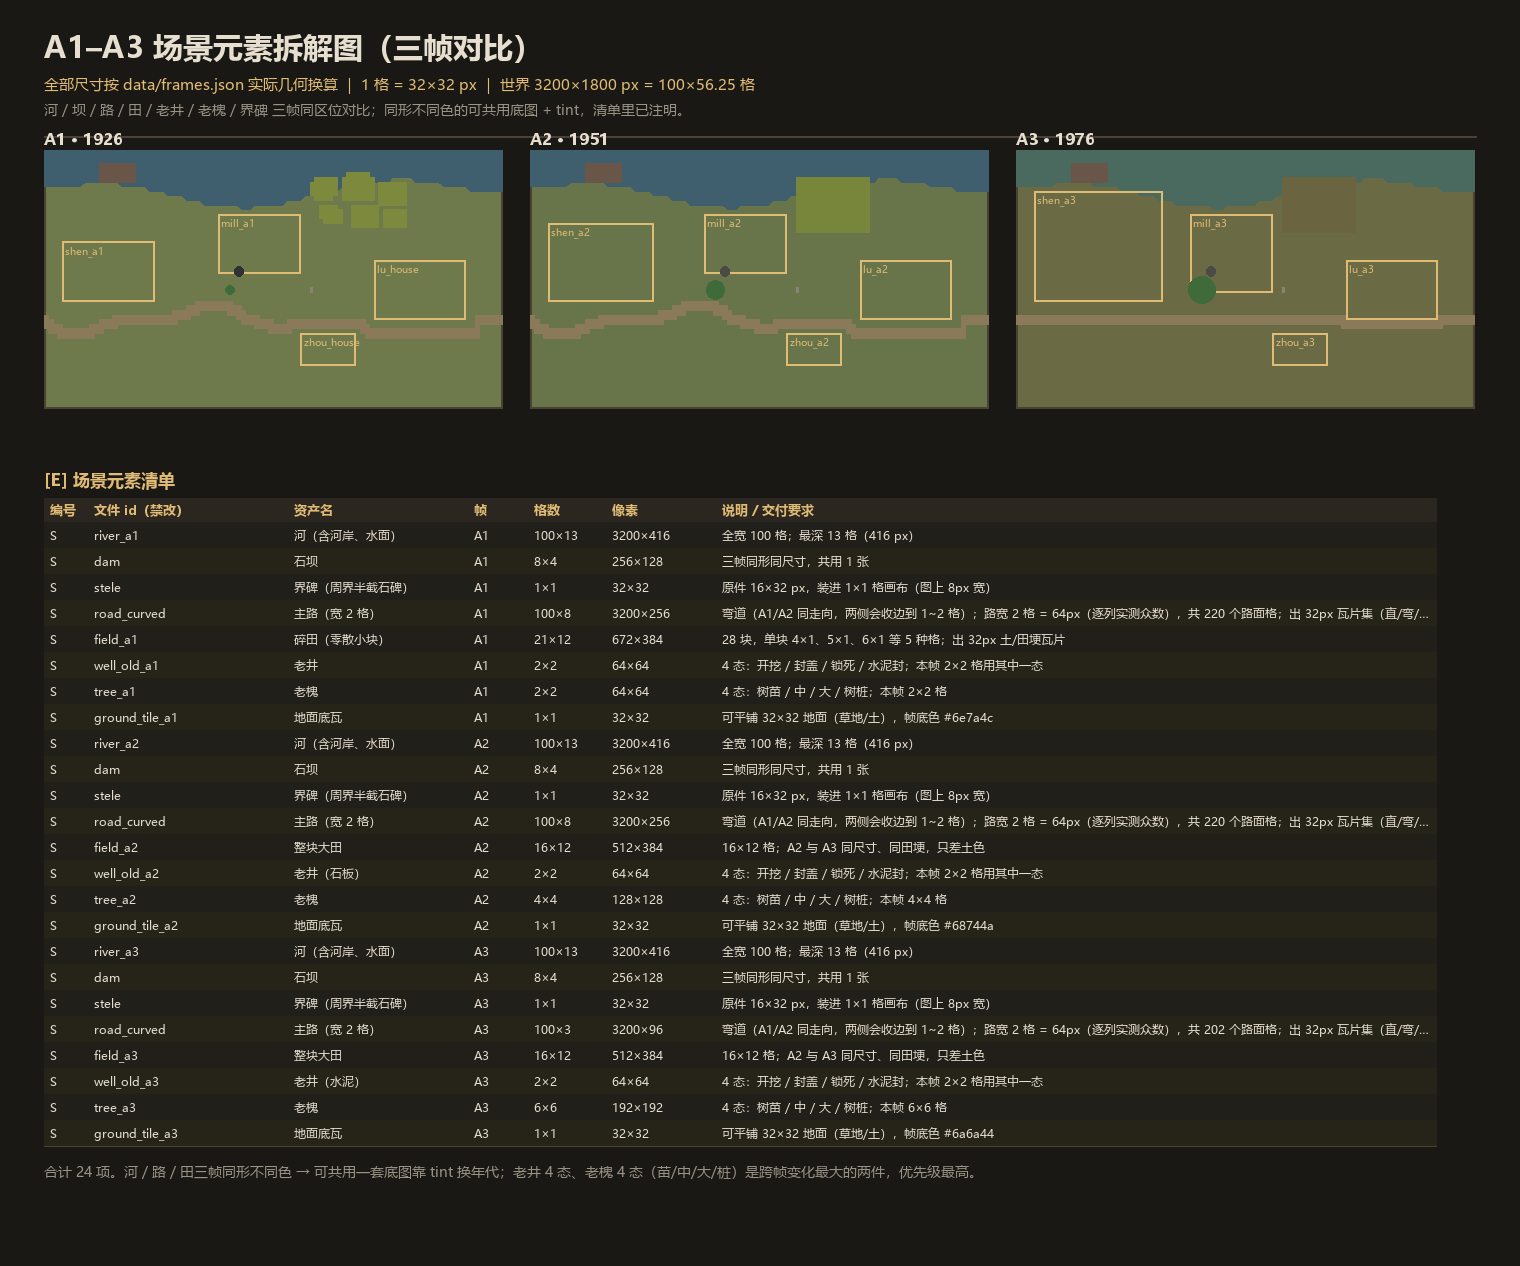 A1–A3 场景元素拆解图（三帧对比）
全部尺寸按 data/frames.json 实际几何换算 ｜ 1 格 = 32×32 px ｜ 世界 3200×1800 px = 100×56.25 格
河 / 坝 / 路 / 田 / 老井 / 老槐 / 界碑 三帧同区位对比；同形不同色的可共用底图 + tint，清单里已注明。
A1 • 1926 A2 • 1951 A3 • 1976
shen_a1 mill_a1 lu_house zhou_house
shen_a2 mill_a2 lu_a2 zhou_a2
shen_a3 mill_a3 lu_a3 zhou_a3
[E] 场景元素清单
编号 文件 id（禁改） 资产名 帧 格数 像素 说明 / 交付要求
S river_a1 河（含河岸、水面） A1 100×13 3200×416 全宽 100 格；最深 13 格（416 px）
S dam 石坝 A1 8×4 256×128 三帧同形同尺寸，共用 1 张
S stele 界碑（周界半截石碑） A1 1×1 32×32 原件 16×32 px，装进 1×1 格画布（图上 8px 宽）
S road_curved 主路（宽 2 格） A1 100×8 3200×256 弯道（A1/A2 同走向，两侧会收边到 1~2 格）；路宽 2 格 = 64px（逐列实测众数），共 220 个路面格；出 32px 瓦片集（直/弯/…
S field_a1 碎田（零散小块） A1 21×12 672×384 28 块，单块 4×1、5×1、6×1 等 5 种格；出 32px 土/田埂瓦片
S well_old_a1 老井 A1 2×2 64×64 4 态：开挖 / 封盖 / 锁死 / 水泥封；本帧 2×2 格用其中一态
S tree_a1 老槐 A1 2×2 64×64 4 态：树苗 / 中 / 大 / 树桩；本帧 2×2 格
S ground_tile_a1 地面底瓦 A1 1×1 32×32 可平铺 32×32 地面（草地/土），帧底色 #6e7a4c
S river_a2 河（含河岸、水面） A2 100×13 3200×416 全宽 100 格；最深 13 格（416 px）
S dam 石坝 A2 8×4 256×128 三帧同形同尺寸，共用 1 张
S stele 界碑（周界半截石碑） A2 1×1 32×32 原件 16×32 px，装进 1×1 格画布（图上 8px 宽）
S road_curved 主路（宽 2 格） A2 100×8 3200×256 弯道（A1/A2 同走向，两侧会收边到 1~2 格）；路宽 2 格 = 64px（逐列实测众数），共 220 个路面格；出 32px 瓦片集（直/弯/…
S field_a2 整块大田 A2 16×12 512×384 16×12 格；A2 与 A3 同尺寸、同田埂，只差土色
S well_old_a2 老井（石板） A2 2×2 64×64 4 态：开挖 / 封盖 / 锁死 / 水泥封；本帧 2×2 格用其中一态
S tree_a2 老槐 A2 4×4 128×128 4 态：树苗 / 中 / 大 / 树桩；本帧 4×4 格
S ground_tile_a2 地面底瓦 A2 1×1 32×32 可平铺 32×32 地面（草地/土），帧底色 #68744a
S river_a3 河（含河岸、水面） A3 100×13 3200×416 全宽 100 格；最深 13 格（416 px）
S dam 石坝 A3 8×4 256×128 三帧同形同尺寸，共用 1 张
S stele 界碑（周界半截石碑） A3 1×1 32×32 原件 16×32 px，装进 1×1 格画布（图上 8px 宽）
S road_curved 主路（宽 2 格） A3 100×3 3200×96 弯道（A1/A2 同走向，两侧会收边到 1~2 格）；路宽 2 格 = 64px（逐列实测众数），共 202 个路面格；出 32px 瓦片集（直/弯/…
S field_a3 整块大田 A3 16×12 512×384 16×12 格；A2 与 A3 同尺寸、同田埂，只差土色
S well_old_a3 老井（水泥） A3 2×2 64×64 4 态：开挖 / 封盖 / 锁死 / 水泥封；本帧 2×2 格用其中一态
S tree_a3 老槐 A3 6×6 192×192 4 态：树苗 / 中 / 大 / 树桩；本帧 6×6 格
S ground_tile_a3 地面底瓦 A3 1×1 32×32 可平铺 32×32 地面（草地/土），帧底色 #6a6a44
合计 24 项。河 / 路 / 田三帧同形不同色 → 可共用一套底图靠 tint 换年代；老井 4 态、老槐 4 态（苗/中/大/桩）是跨帧变化最大的两件，优先级最高。